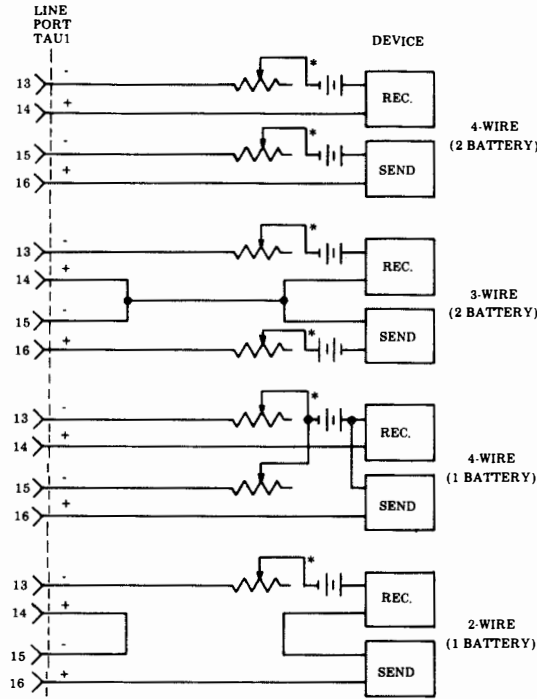 LINE
PORT
TAU1
DEVICE
13 - * REC.
14 +
4-WIRE
(2 BATTERY)
15 - * SEND
16 +
13 - * REC.
14 +
3-WIRE
(2 BATTERY)
15 - SEND
16 + *
13 - * REC.
14 +
4-WIRE
(1 BATTERY)
15 - SEND
16 +
13 - * REC.
14 +
2-WIRE
(1 BATTERY)
15 - SEND
16 +